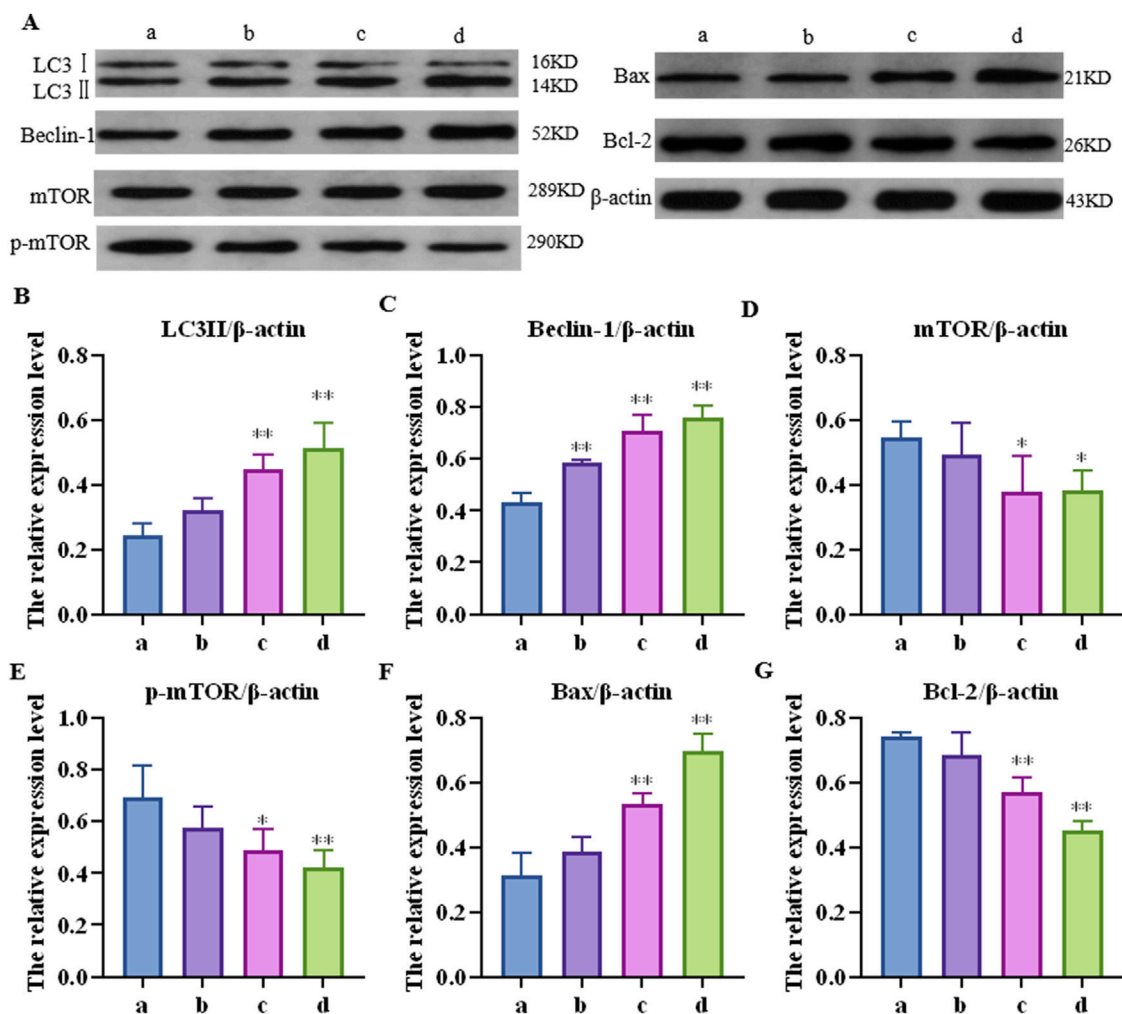 A
a b c d
LC3 Ⅰ 16KD
LC3 Ⅱ 14KD
Beclin-1 52KD
mTOR 289KD
p-mTOR 290KD
a b c d
Bax 21KD
Bcl-2 26KD
β-actin 43KD
B
LC3II/β-actin
The relative expression level
0.8
0.6
0.4
0.2
0.0
** **
a b c d
C
Beclin-1/β-actin
The relative expression level
1.0
0.8
0.6
0.4
0.2
0.0
** ** **
a b c d
D
mTOR/β-actin
The relative expression level
0.8
0.6
0.4
0.2
0.0
* *
a b c d
E
p-mTOR/β-actin
The relative expression level
1.0
0.8
0.6
0.4
0.2
0.0
* **
a b c d
F
Bax/β-actin
The relative expression level
0.8
0.6
0.4
0.2
0.0
** **
a b c d
G
Bcl-2/β-actin
The relative expression level
0.8
0.6
0.4
0.2
0.0
** **
a b c d